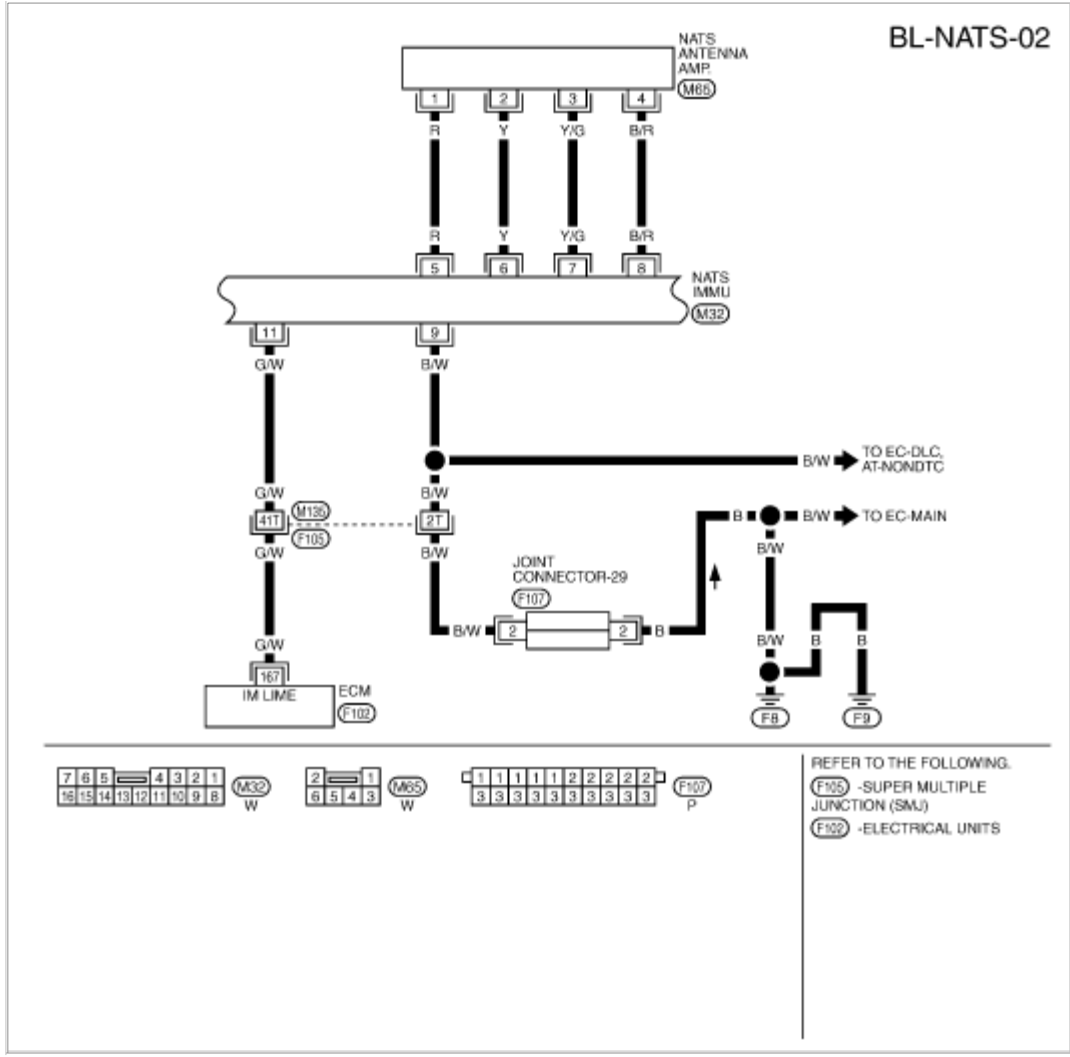 BL-NATS-02
NATS
ANTENNA
AMP.
M65
1 2 3 4
R Y Y/G B/R
R Y Y/G B/R
5 6 7 8
NATS
IMMU
M32
11 9
G/W B/W
TO EC-DLC,
AT-NONDTC
B/W
G/W B/W
41T M135 2T
F105
G/W B/W
B B/W TO EC-MAIN
B/W
JOINT
CONNECTOR-29
F107
B/W 2 2 B
G/W
B/W B B
167
IM LIME
ECM
F102
F8 F9
7 6 5 4 3 2 1
16 15 14 13 12 11 10 9 8
M32
W
2 1
6 5 4 3
M65
W
1 1 1 1 1 2 2 2 2 2
3 3 3 3 3 3 3 3 3 3
F107
P
REFER TO THE FOLLOWING.
F105 -SUPER MULTIPLE
JUNCTION (SMJ)
F102 -ELECTRICAL UNITS